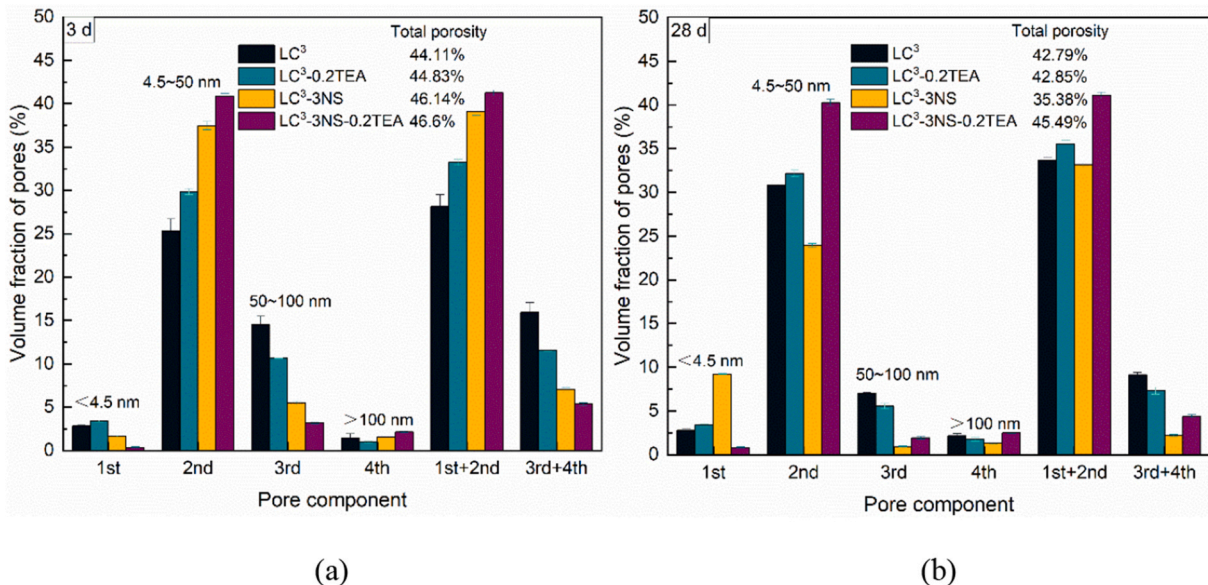 3 d
Total porosity
LC³ 44.11%
LC³-0.2TEA 44.83%
LC³-3NS 46.14%
LC³-3NS-0.2TEA 46.6%
4.5~50 nm
50~100 nm
<4.5 nm
>100 nm
Volume fraction of pores (%)
50
45
40
35
30
25
20
15
10
5
0
1st 2nd 3rd 4th 1st+2nd 3rd+4th
Pore component
(a)
28 d
Total porosity
LC³ 42.79%
LC³-0.2TEA 42.85%
LC³-3NS 35.38%
LC³-3NS-0.2TEA 45.49%
4.5~50 nm
<4.5 nm
50~100 nm
>100 nm
Volume fraction of pores (%)
50
45
40
35
30
25
20
15
10
5
0
1st 2nd 3rd 4th 1st+2nd 3rd+4th
Pore component
(b)